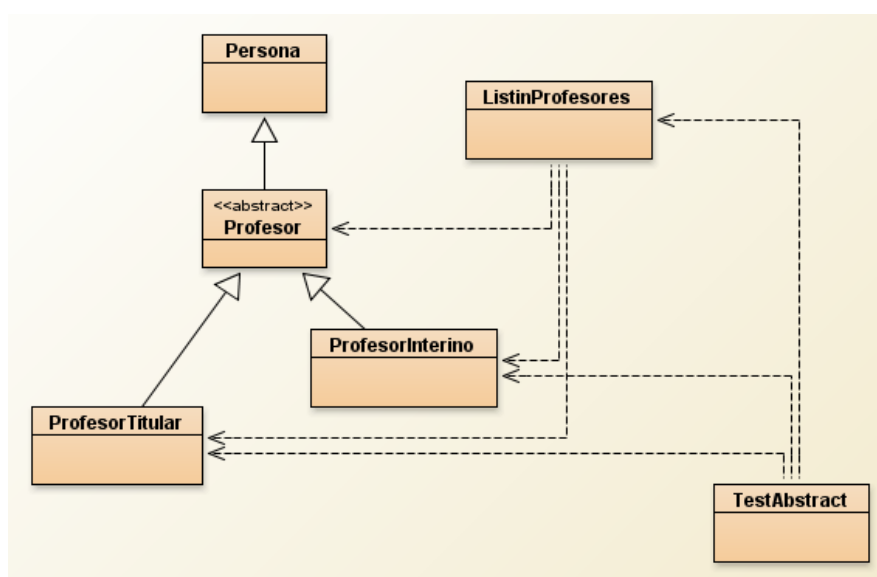 Persona
ListinProfesores
<<abstract>>
Profesor
ProfesorInterino
ProfesorTitular
TestAbstract